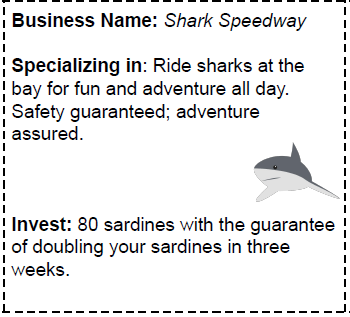 Business Name: Shark Speedway
Specializing in: Ride sharks at the
bay for fun and adventure all day.
Safety guaranteed; adventure
assured.
Invest: 80 sardines with the guarantee
of doubling your sardines in three
weeks.